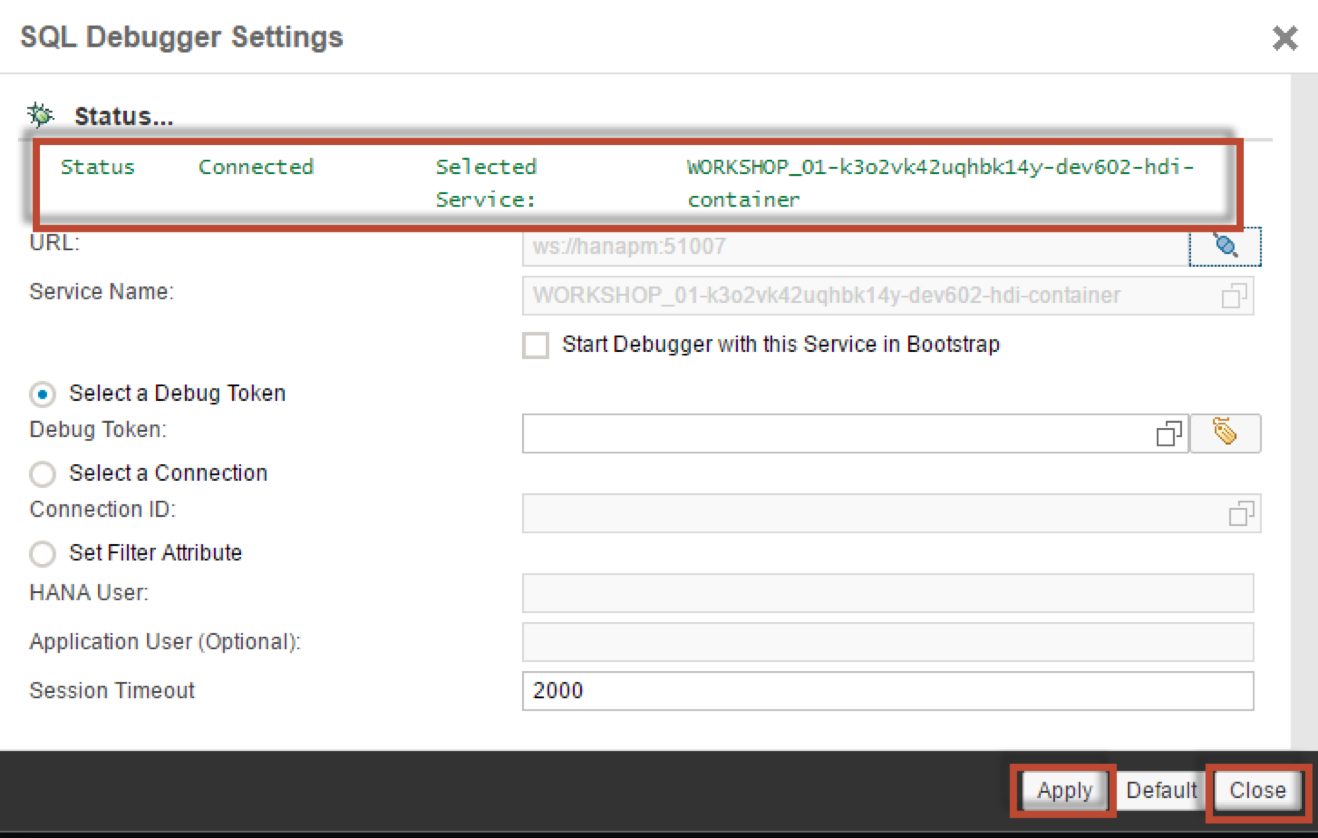 SQL Debugger Settings
Status...
Status Connected Selected Service: WORKSHOP_01-k3o2vk42uqhbk14y-dev602-hdi-container
URL: ws://hanapm:51007
Service Name: WORKSHOP_01-k3o2vk42uqhbk14y-dev602-hdi-container
Start Debugger with this Service in Bootstrap
Select a Debug Token
Debug Token:
Select a Connection
Connection ID:
Set Filter Attribute
HANA User:
Application User (Optional):
Session Timeout 2000
Apply Default Close